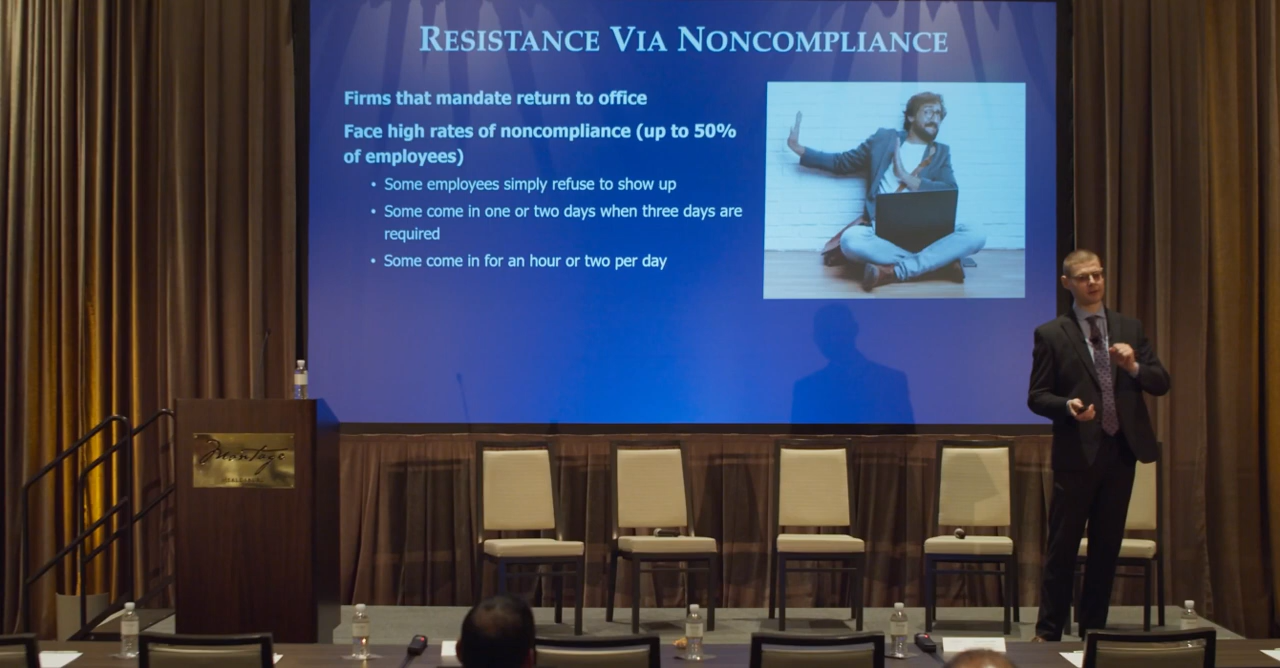 RESISTANCE VIA NONCOMPLIANCE
Firms that mandate return to office
Face high rates of noncompliance (up to 50%
of employees)
• Some employees simply refuse to show up
• Some come in one or two days when three days are
required
• Some come in for an hour or two per day
Montage